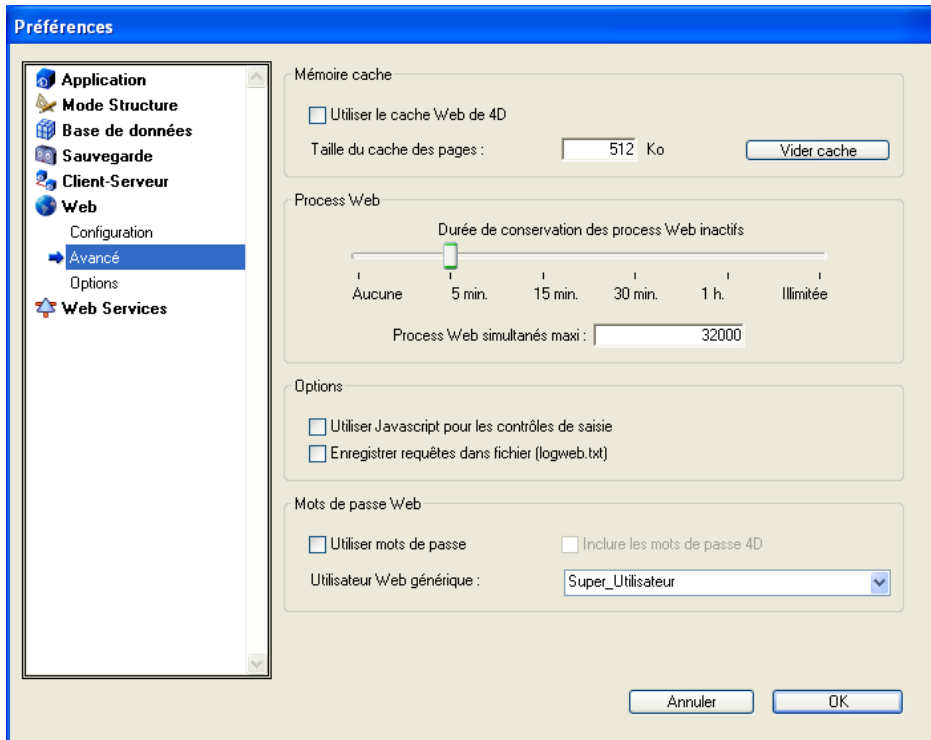 Préférences
Application
Mode Structure
Base de données
Sauvegarde
Client-Serveur
Web
Configuration
Avancé
Options
Web Services
Mémoire cache
Utiliser le cache Web de 4D
Taille du cache des pages : 512 Ko Vider cache
Process Web
Durée de conservation des process Web inactifs
Aucune 5 min. 15 min. 30 min. 1 h. Illimitée
Process Web simultanés maxi : 32000
Options
Utiliser Javascript pour les contrôles de saisie
Enregistrer requêtes dans fichier (logweb.txt)
Mots de passe Web
Utiliser mots de passe Inclure les mots de passe 4D
Utilisateur Web générique : Super_Utilisateur
Annuler OK